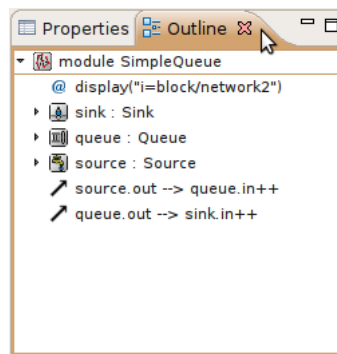 Properties Outline
module SimpleQueue
@ display("i=block/network2")
sink : Sink
queue : Queue
source : Source
source.out --> queue.in++
queue.out --> sink.in++